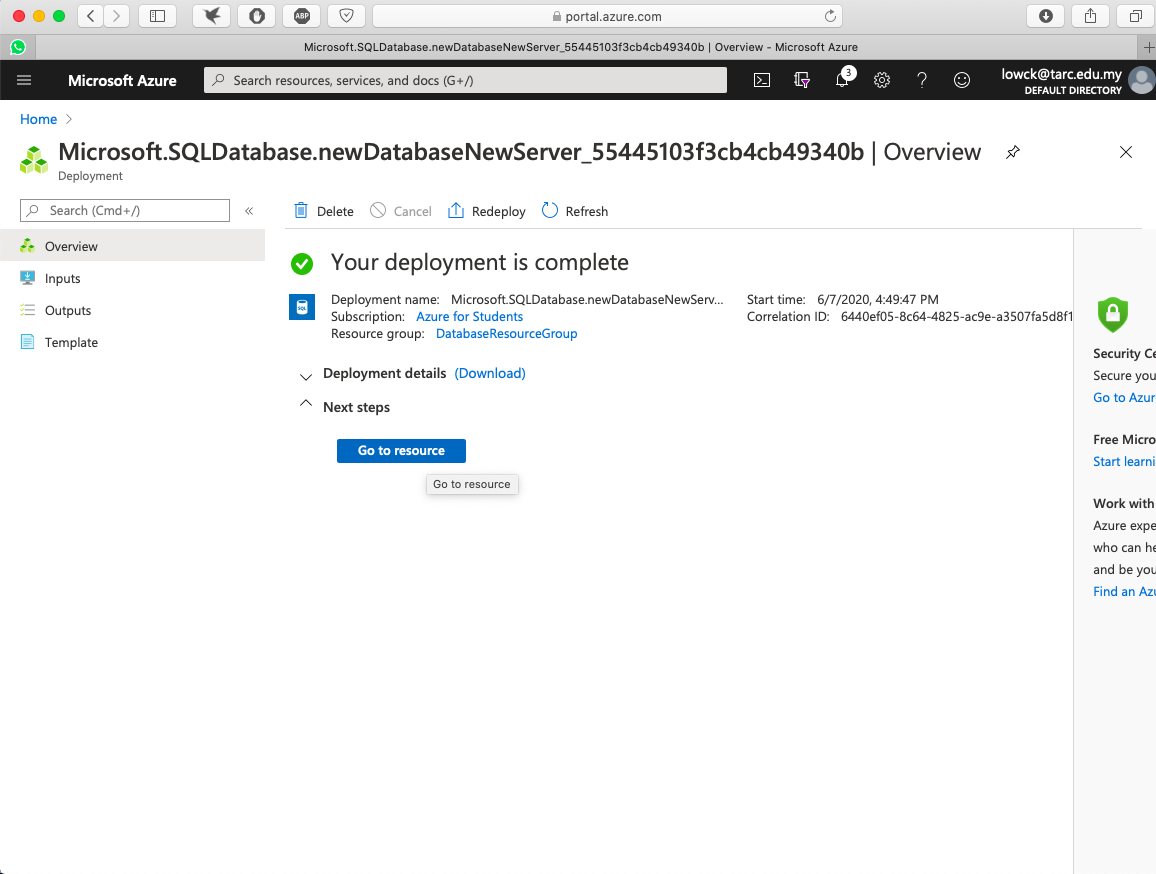 ABP
portal.azure.com
Microsoft.SQLDatabase.newDatabaseNewServer_55445103f3cb4cb49340b | Overview - Microsoft Azure
Microsoft Azure
Search resources, services, and docs (G+/)
3
lowck@tarc.edu.my
DEFAULT DIRECTORY
Home
Microsoft.SQLDatabase.newDatabaseNewServer_55445103f3cb4cb49340b | Overview
Deployment
Search (Cmd+/)
«
Delete
Cancel
Redeploy
Refresh
Overview
Inputs
Outputs
Template
Your deployment is complete
SQL
Deployment name: Microsoft.SQLDatabase.newDatabaseNewServ...
Subscription: Azure for Students
Resource group: DatabaseResourceGroup
Start time: 6/7/2020, 4:49:47 PM
Correlation ID: 6440ef05-8c64-4825-ac9e-a3507fa5d8f1
Deployment details (Download)
Next steps
Go to resource
Go to resource
Security Ce
Secure you
Go to Azur
Free Micro
Start learni
Work with
Azure expe
who can he
and be you
Find an Azu